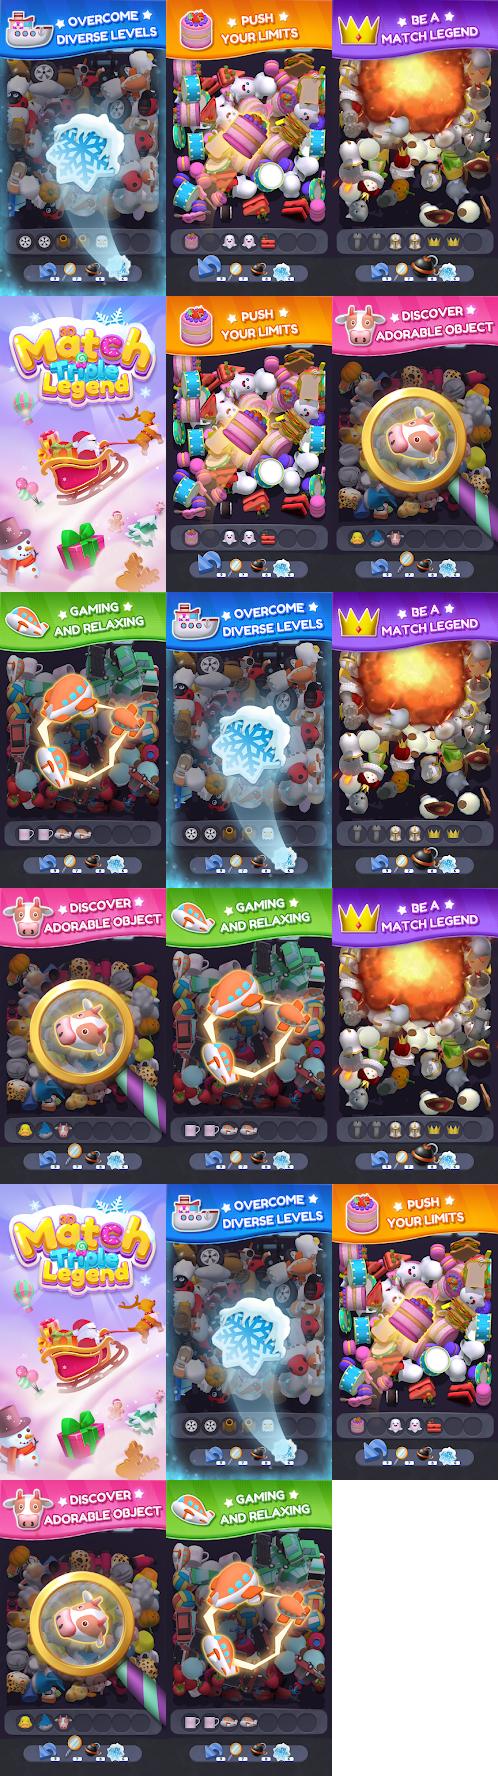 OVERCOME
DIVERSE LEVELS
PUSH
YOUR LIMITS
BE A
MATCH LEGEND
Match
Triple
Legend
PUSH
YOUR LIMITS
DISCOVER
ADORABLE OBJECT
GAMING
AND RELAXING
OVERCOME
DIVERSE LEVELS
BE A
MATCH LEGEND
DISCOVER
ADORABLE OBJECT
GAMING
AND RELAXING
BE A
MATCH LEGEND
Match
Triple
Legend
OVERCOME
DIVERSE LEVELS
PUSH
YOUR LIMITS
DISCOVER
ADORABLE OBJECT
GAMING
AND RELAXING